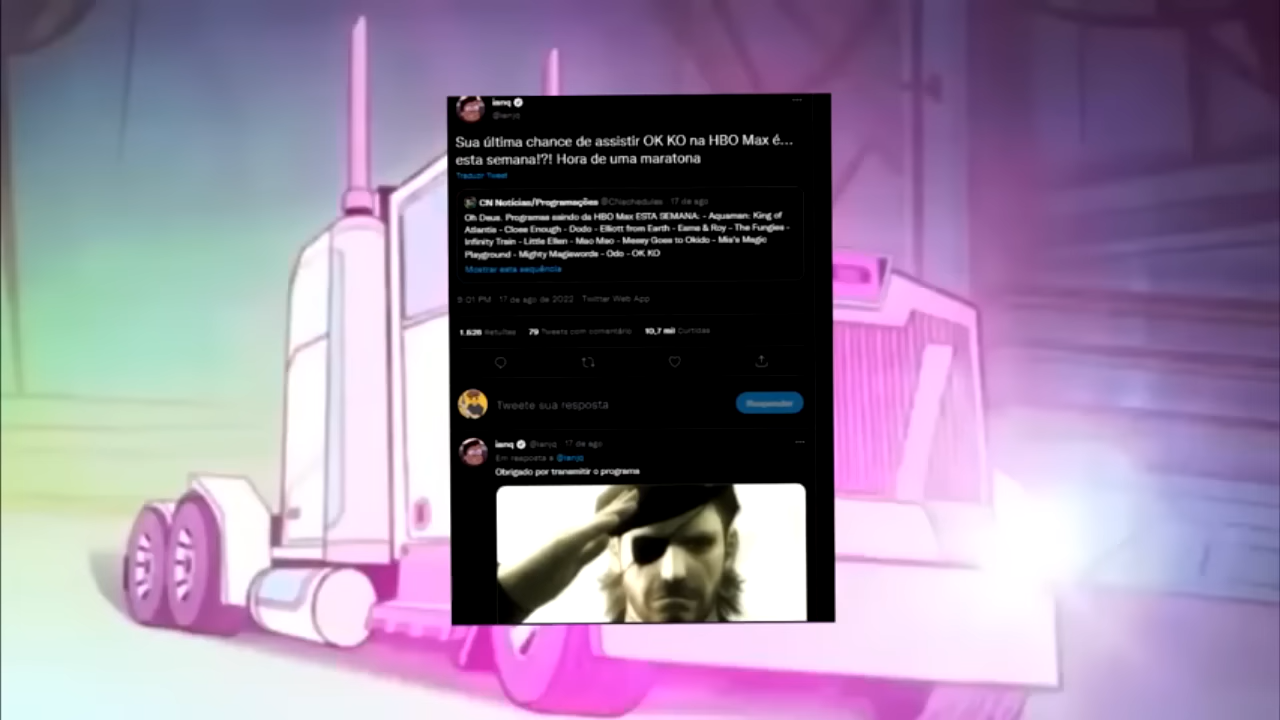 ianq
@ianjq
Sua última chance de assistir OK KO na HBO Max é...
esta semana!?! Hora de uma maratona
Traduzir Tweet
CN Notícias/Programações @CNschedules · 17 de ago
Oh Deus. Programas saindo da HBO Max ESTA SEMANA: - Aquaman: King of
Atlantis - Close Enough - Dodo - Elliott from Earth - Esme & Roy - The Fungies -
Infinity Train - Little Ellen - Mao Mao - Messy Goes to Okido - Mia's Magic
Playground - Mighty Magiswords - Odo - OK KO
Mostrar esta sequência
9:01 PM · 17 de ago de 2022 · Twitter Web App
1.626 Retuítes 79 Tweets com comentário 10,7 mil Curtidas
Tweete sua resposta
Responder
ianq @ianjq · 17 de ago
Em resposta a @ianjq
Obrigado por transmitir o programa